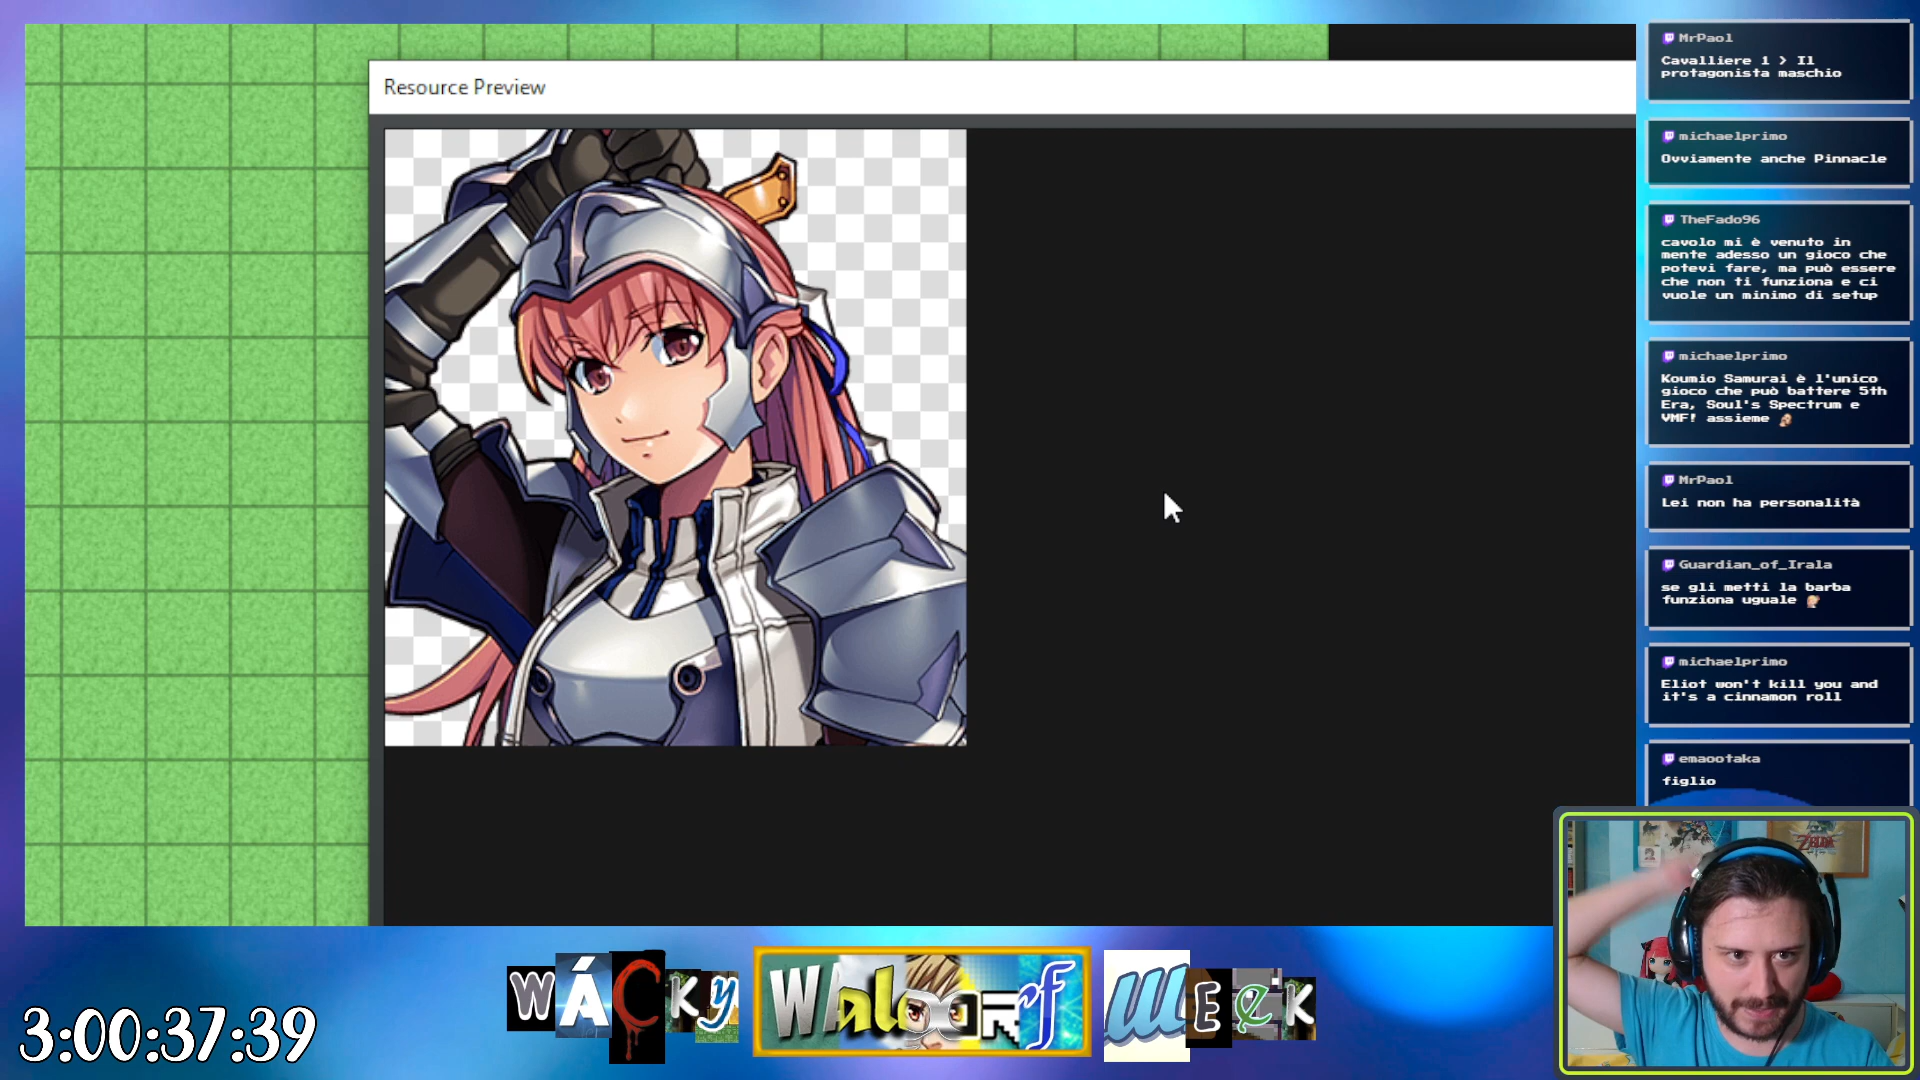 Resource Preview
MrPaol
Cavalliere 1 > Il
protagonista maschio
michaelprimo
Ovviamente anche Pinnacle
TheFado96
cavolo mi è venuto in
mente adesso un gioco che
potevi fare, ma può essere
che non ti funziona e ci
vuole un minimo di setup
michaelprimo
Koumio Samurai è l'unico
gioco che può battere 5th
Era, Soul's Spectrum e
VMF! assieme
MrPaol
Lei non ha personalità
Guardian_of_Irala
se gli metti la barba
funziona uguale
michaelprimo
Eliot won't kill you and
it's a cinnamon roll
emaootaka
figlio
ZELDA
2
WÁCKy Waldorf WEEK
3:00:37:39